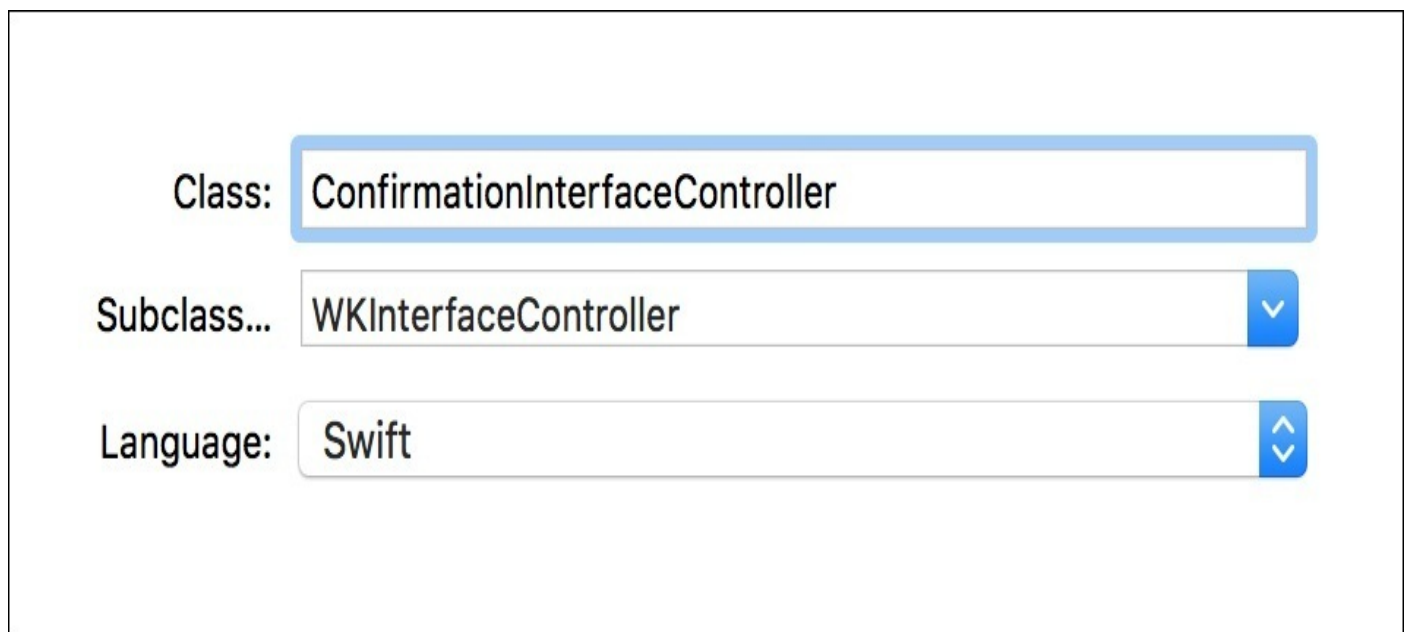 Class: ConfirmationInterfaceController
Subclass... WKInterfaceController
Language: Swift